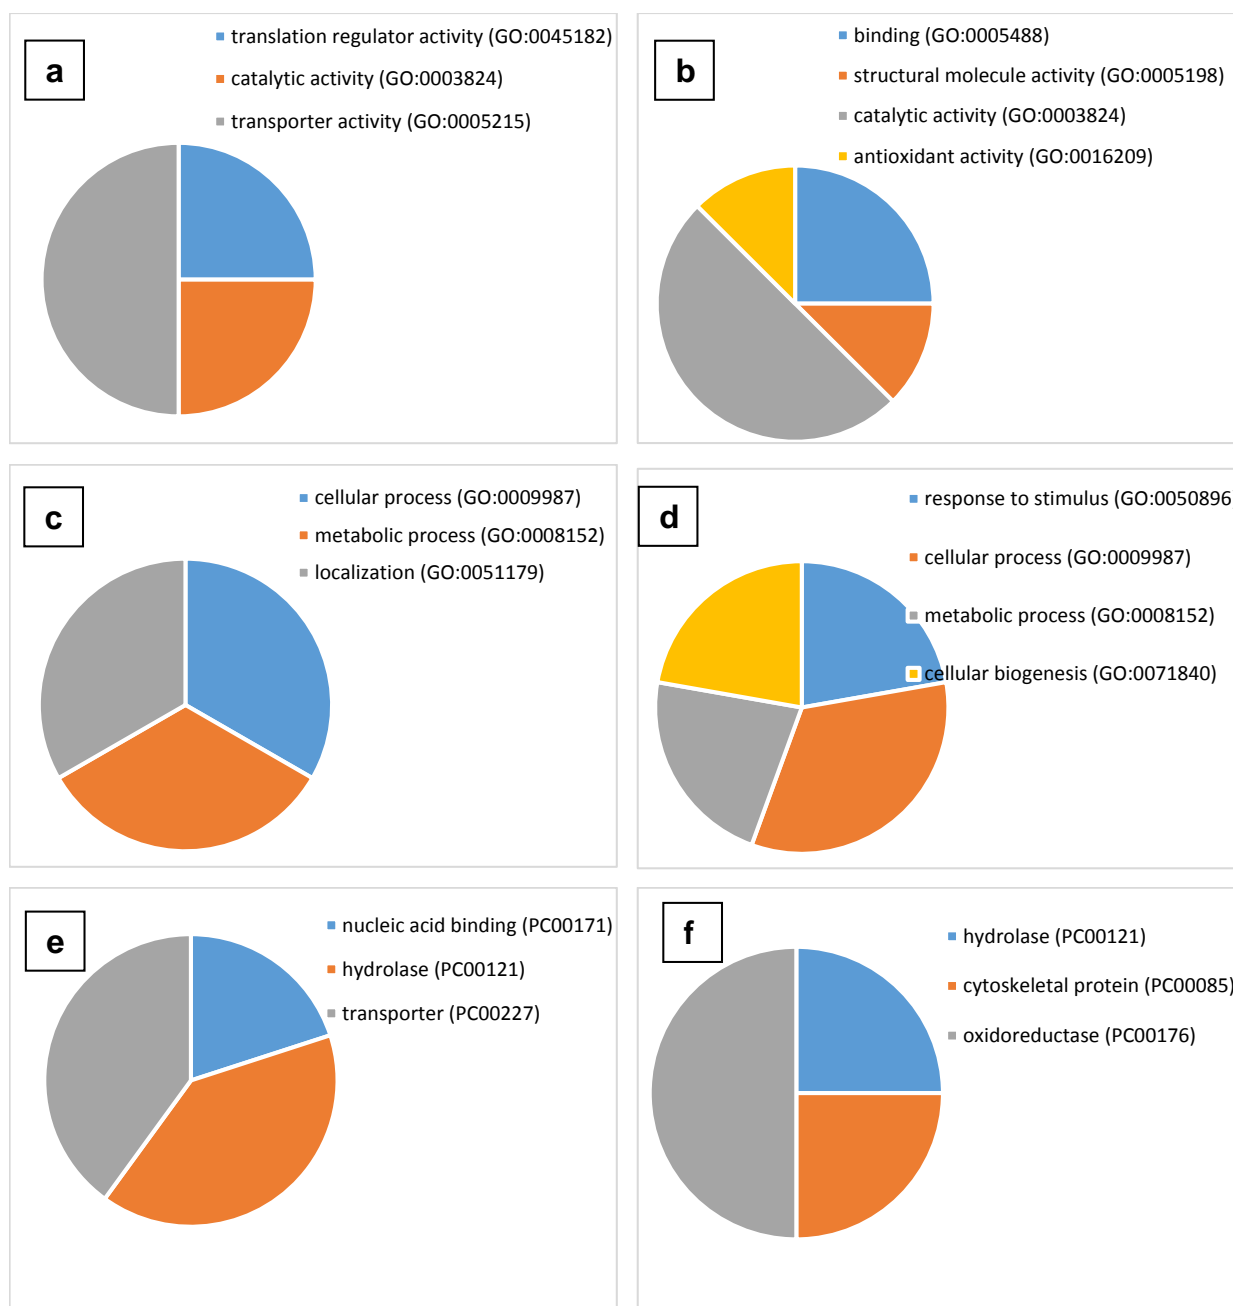 a
translation regulator activity (GO:0045182)
catalytic activity (GO:0003824)
transporter activity (GO:0005215)
b
binding (GO:0005488)
structural molecule activity (GO:0005198)
catalytic activity (GO:0003824)
antioxidant activity (GO:0016209)
c
cellular process (GO:0009987)
metabolic process (GO:0008152)
localization (GO:0051179)
d
response to stimulus (GO:0050896)
cellular process (GO:0009987)
metabolic process (GO:0008152)
cellular biogenesis (GO:0071840)
e
nucleic acid binding (PC00171)
hydrolase (PC00121)
transporter (PC00227)
f
hydrolase (PC00121)
cytoskeletal protein (PC00085)
oxidoreductase (PC00176)